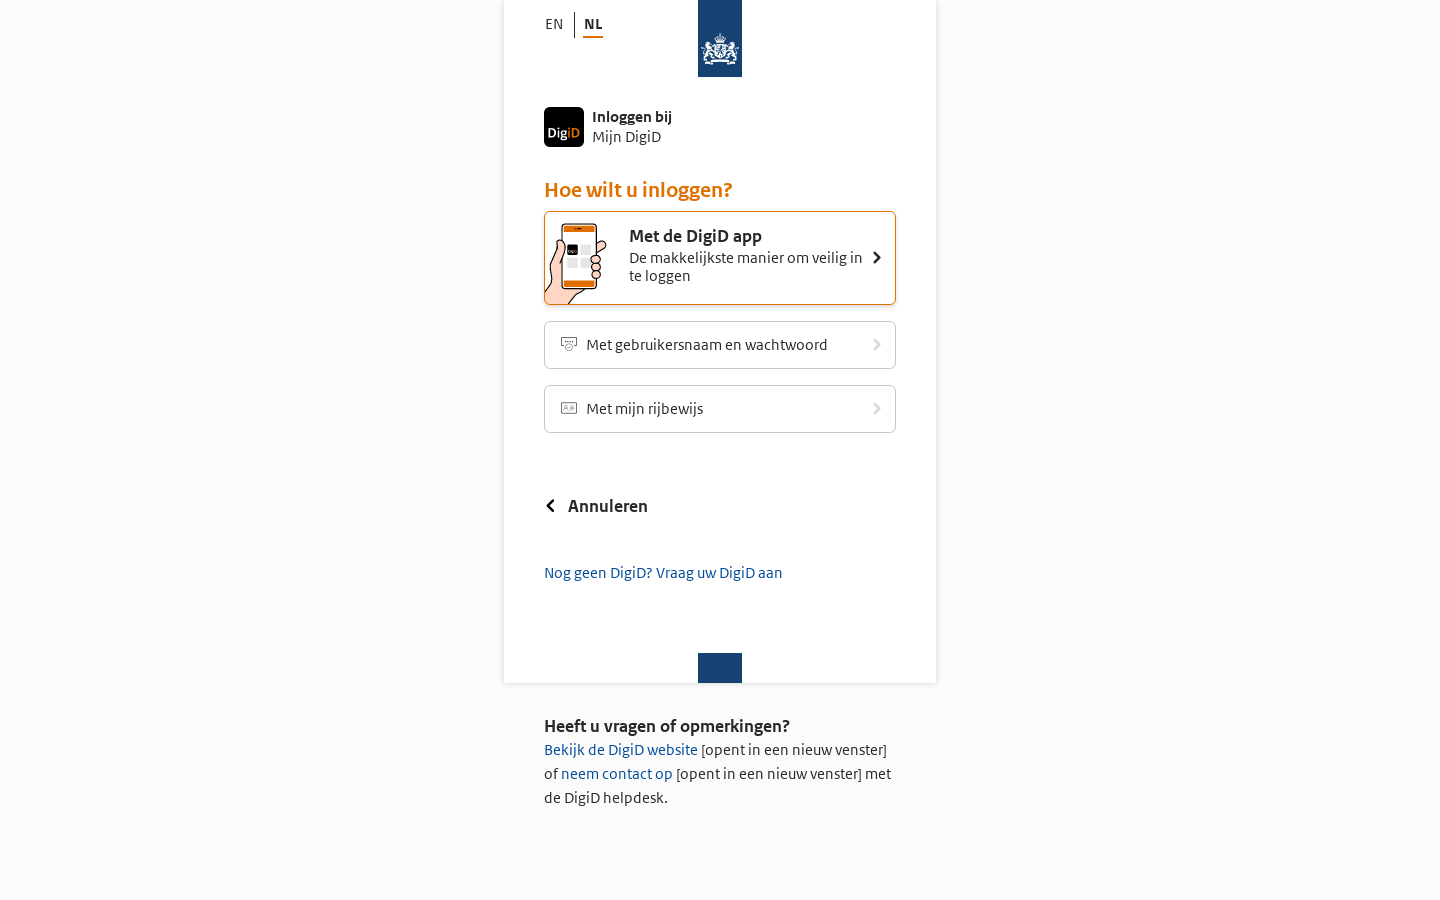 EN
NL
DigiD
Inloggen bij
Mijn DigiD
Hoe wilt u inloggen?
Met de DigiD app
De makkelijkste manier om veilig in
te loggen
Met gebruikersnaam en wachtwoord
Met mijn rijbewijs
Annuleren
Nog geen DigiD? Vraag uw DigiD aan
Heeft u vragen of opmerkingen?
Bekijk de DigiD website [opent in een nieuw venster]
of neem contact op [opent in een nieuw venster] met
de DigiD helpdesk.